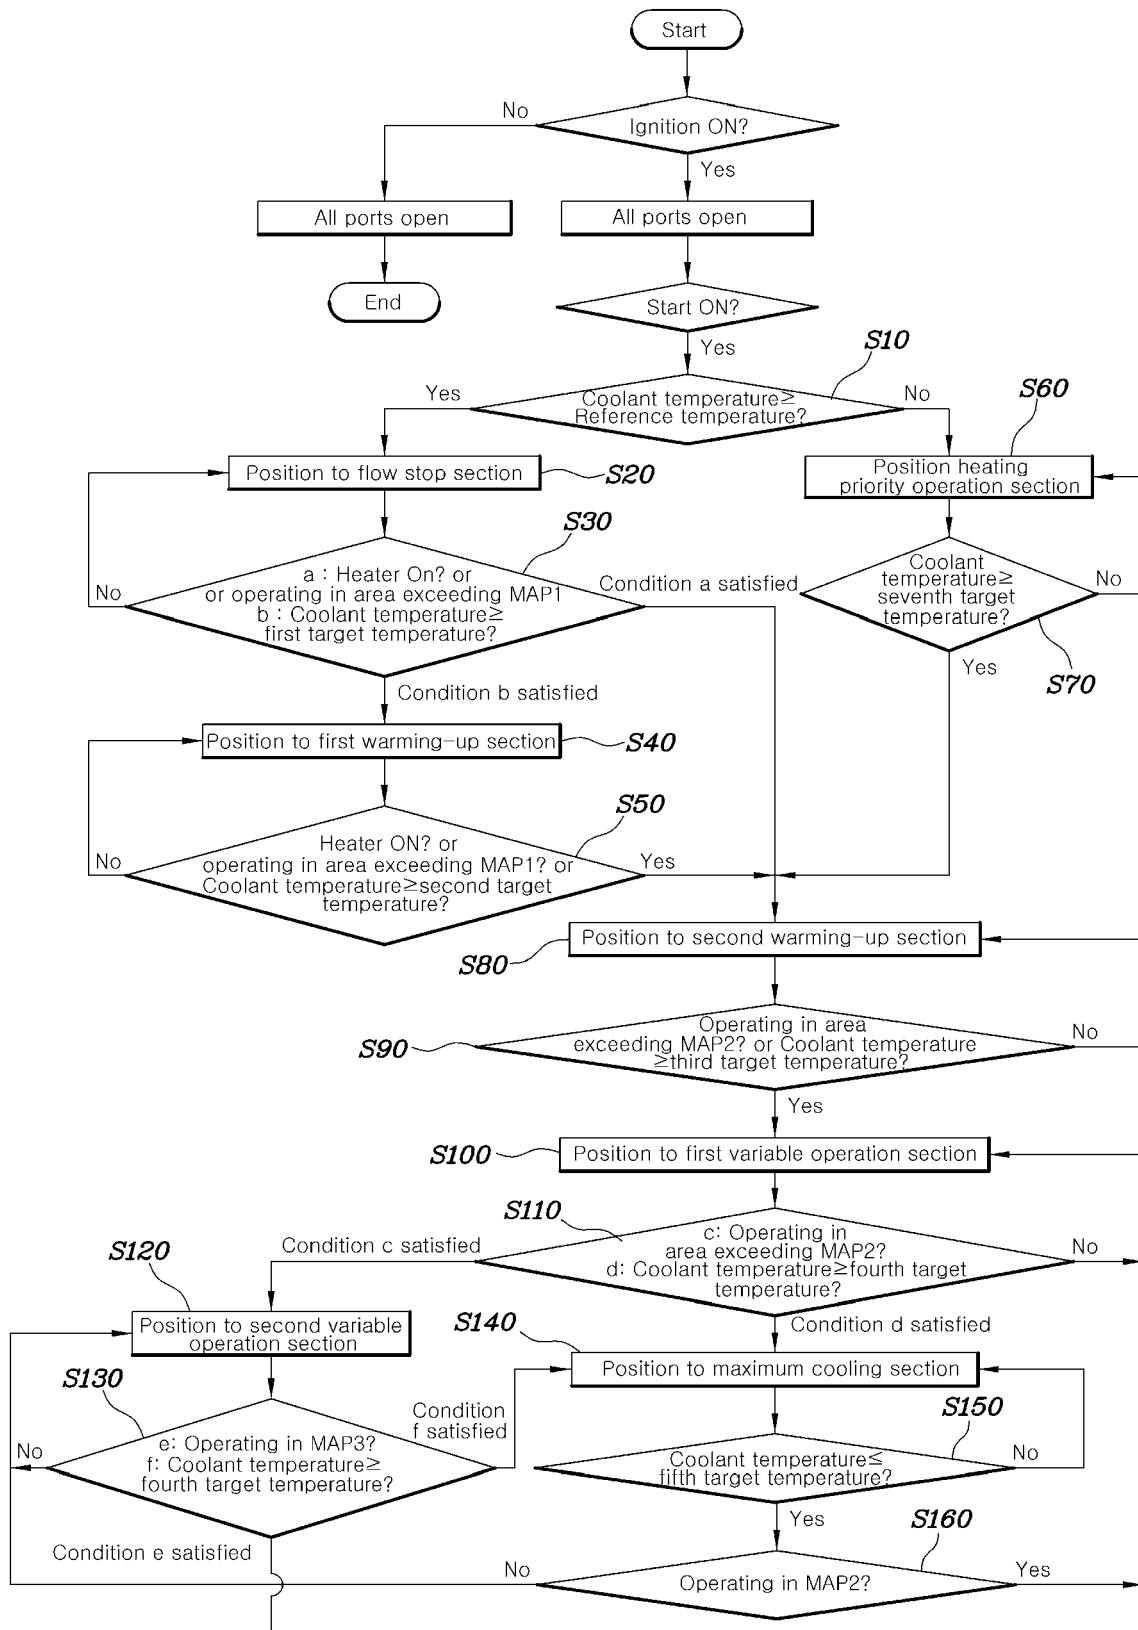 Start
No
Ignition ON?
Yes
All ports open
All ports open
End
Start ON?
Yes
S10
Yes
Coolant temperature≥
Reference temperature?
No
S60
Position to flow stop section
S20
Position heating
priority operation section
S30
a : Heater On? or
or operating in area exceeding MAP1
b : Coolant temperature≥
first target temperature?
No
Condition a satisfied
Coolant
temperature≥
seventh target
temperature?
No
Yes
S70
Condition b satisfied
Position to first warming-up section
S40
S50
Heater ON? or
operating in area exceeding MAP1? or
Coolant temperature≥second target
temperature?
No
Yes
Position to second warming-up section
S80
Operating in area
exceeding MAP2? or Coolant temperature
≥third target temperature?
No
S90
Yes
Position to first variable operation section
S100
S110
c: Operating in
area exceeding MAP2?
d: Coolant temperature≥fourth target
temperature?
Condition c satisfied
No
S120
Position to second variable
operation section
S140
Condition d satisfied
Position to maximum cooling section
S130
Condition
f satisfied
S150
No
e: Operating in MAP3?
f: Coolant temperature≥
fourth target temperature?
Coolant temperature≤
fifth target temperature?
No
Yes
S160
Condition e satisfied
No
Operating in MAP2?
Yes